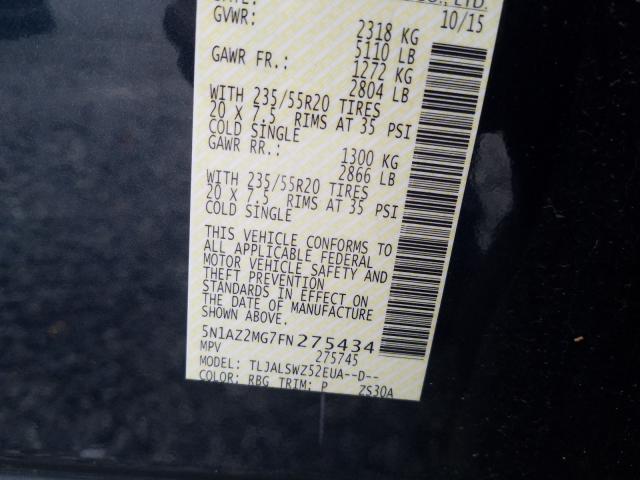 CO., LTD.
DATE: 10/15
GVWR: 2318 KG
5110 LB
GAWR FR.: 1272 KG
2804 LB
WITH 235/55R20 TIRES
20 X 7.5 RIMS AT 35 PSI
COLD SINGLE
GAWR RR.: 1300 KG
2866 LB
WITH 235/55R20 TIRES
20 X 7.5 RIMS AT 35 PSI
COLD SINGLE
THIS VEHICLE CONFORMS TO
ALL APPLICABLE FEDERAL
MOTOR VEHICLE SAFETY AND
THEFT PREVENTION
STANDARDS IN EFFECT ON
THE DATE OF MANUFACTURE
SHOWN ABOVE.
5N1AZ2MG7FN275434
MPV 275745
MODEL: TLJALSWZ52EUA--D--
COLOR: RBG TRIM: P ZS30A